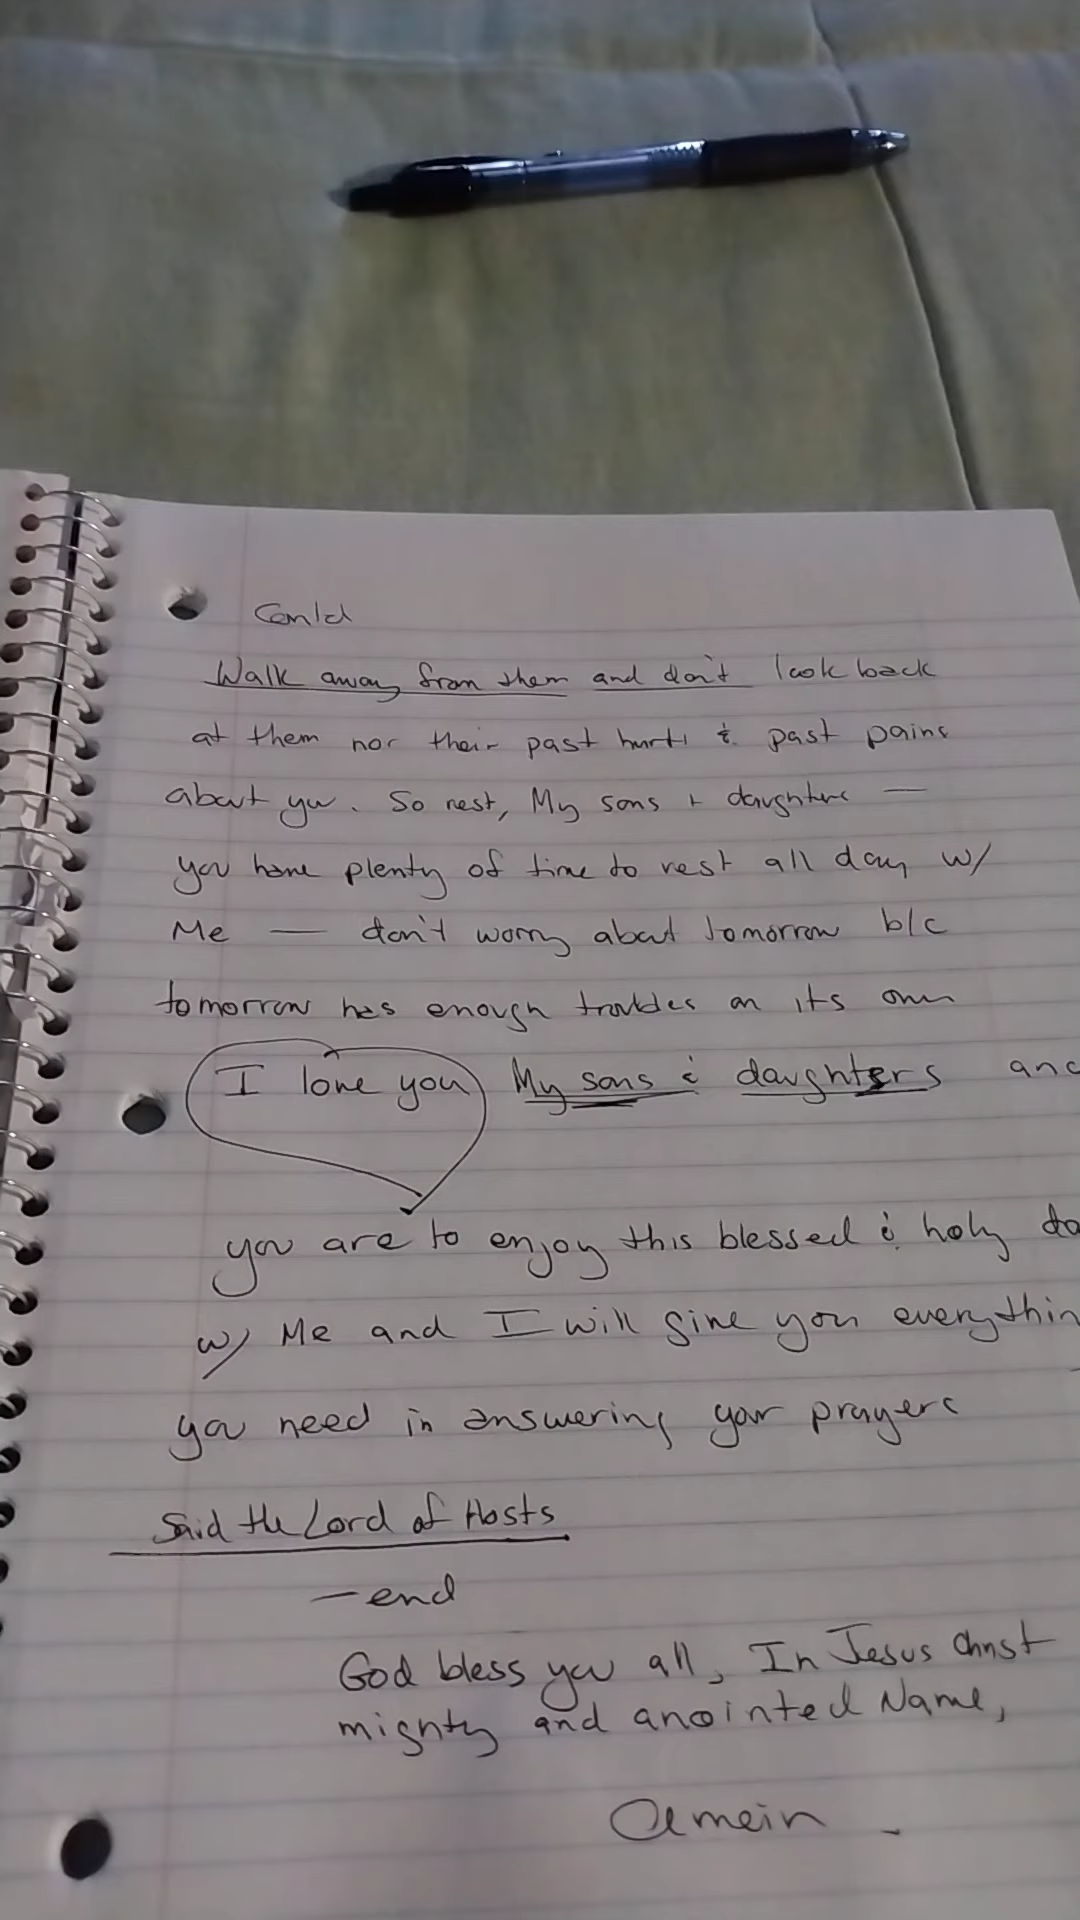 Cont'd
Walk away from them and don't look back
at them nor their past hurts & past pains
about you. So rest, My sons + daughters —
you have plenty of time to rest all day w/
Me — don't worry about tomorrow b/c
tomorrow has enough troubles on its own
I love you My sons & daughters and
you are to enjoy this blessed & holy da
w/ Me and I will give you everythin
you need in answering your prayers
Said the Lord of Hosts
— end
God bless you all, In Jesus Christ
mighty and anointed Name,
Amein -